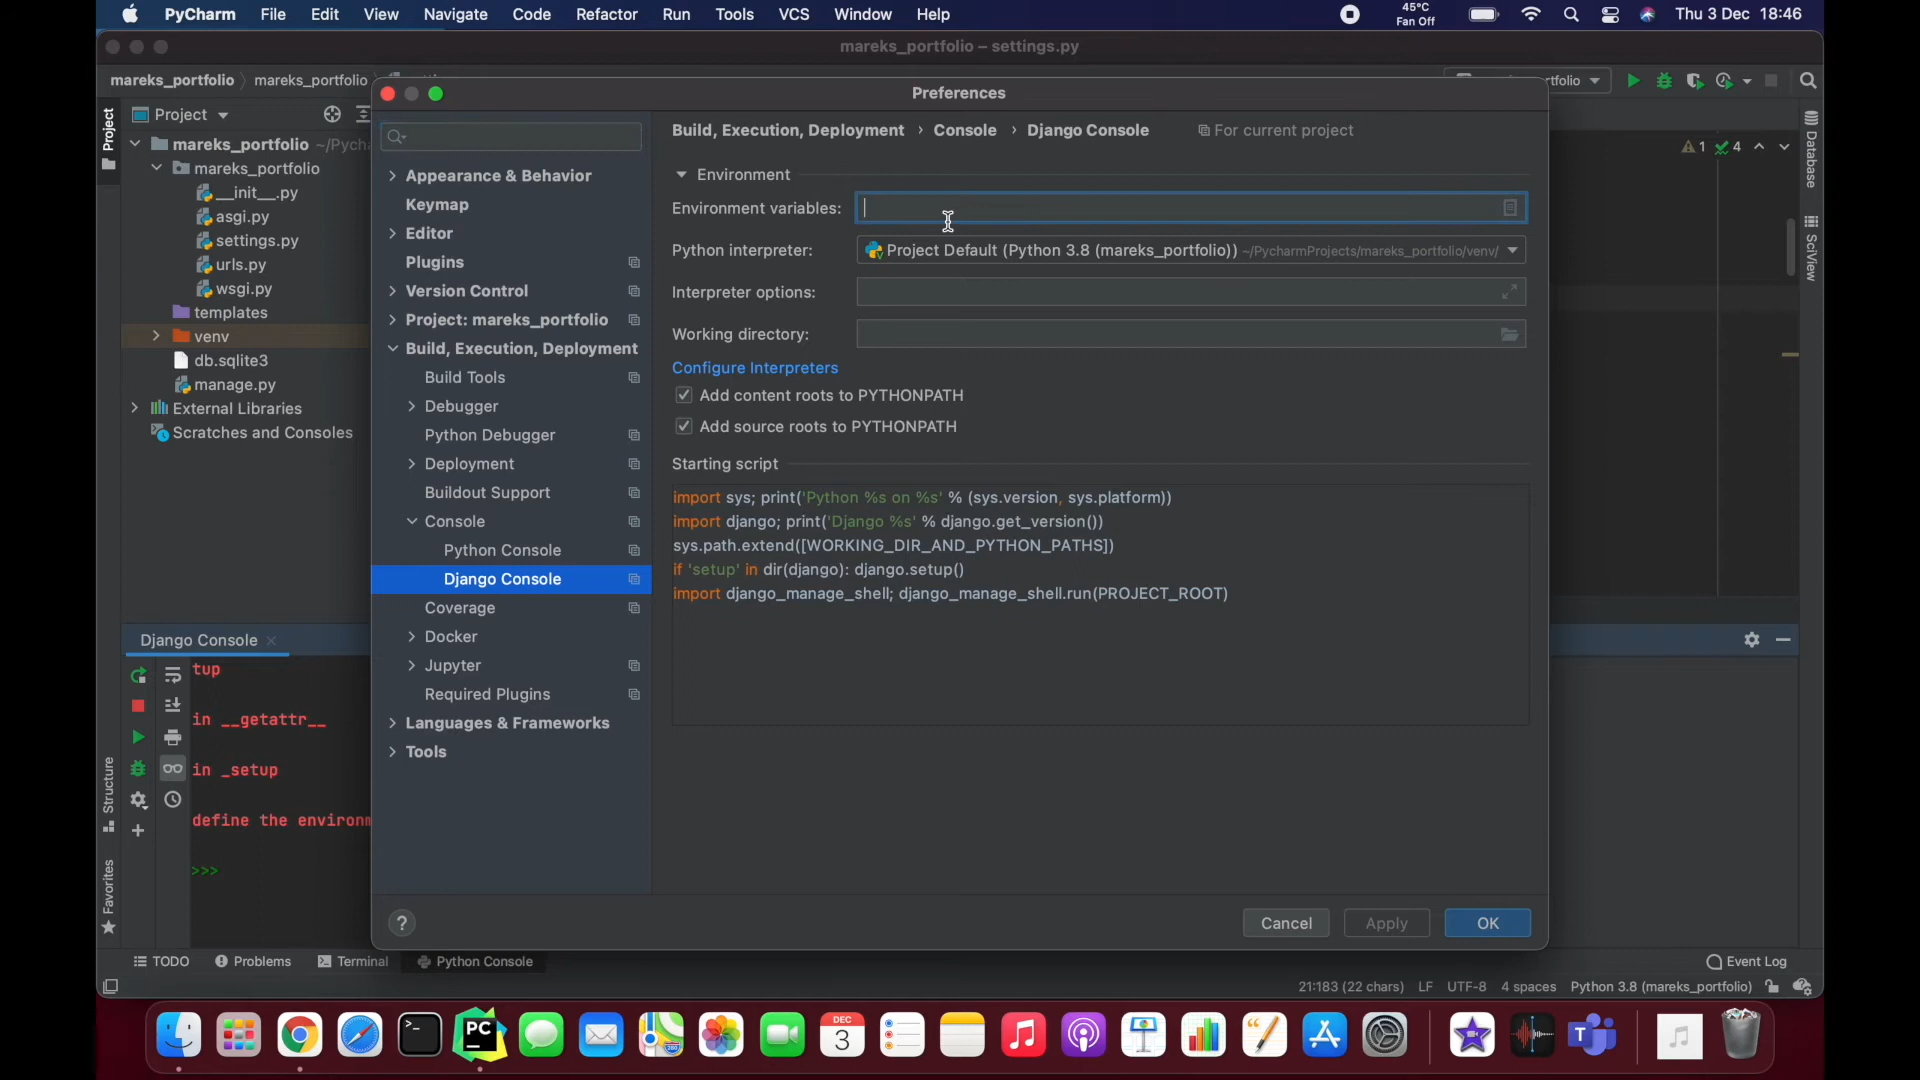 PyCharm File Edit View Navigate Code Refactor Run Tools VCS Window Help 45°C Fan Off Thu 3 Dec 18:46
mareks_portfolio – settings.py
mareks_portfolio mareks_portfolio
Project
mareks_portfolio ~/Pych
mareks_portfolio
__init__.py
asgi.py
settings.py
urls.py
wsgi.py
templates
venv
db.sqlite3
manage.py
External Libraries
Scratches and Consoles
Project
Structure
Favorites
Preferences
Appearance & Behavior
Keymap
Editor
Plugins
Version Control
Project: mareks_portfolio
Build, Execution, Deployment
Build Tools
Debugger
Python Debugger
Deployment
Buildout Support
Console
Python Console
Django Console
Coverage
Docker
Jupyter
Required Plugins
Languages & Frameworks
Tools
Build, Execution, Deployment › Console › Django Console For current project
Environment
Environment variables:
Python interpreter: Project Default (Python 3.8 (mareks_portfolio)) ~/PycharmProjects/mareks_portfolio/venv/
Interpreter options:
Working directory:
Configure Interpreters
Add content roots to PYTHONPATH
Add source roots to PYTHONPATH
Starting script
import sys; print('Python %s on %s' % (sys.version, sys.platform))
import django; print('Django %s' % django.get_version())
sys.path.extend([WORKING_DIR_AND_PYTHON_PATHS])
if 'setup' in dir(django): django.setup()
import django_manage_shell; django_manage_shell.run(PROJECT_ROOT)
? Cancel Apply OK
rtfolio
1 4
Database
SciView
Django Console
tup
in __getattr__
in _setup
define the environm
>>>
TODO Problems Terminal Python Console Event Log
21:183 (22 chars) LF UTF-8 4 spaces Python 3.8 (mareks_portfolio)
PC
DEC
3